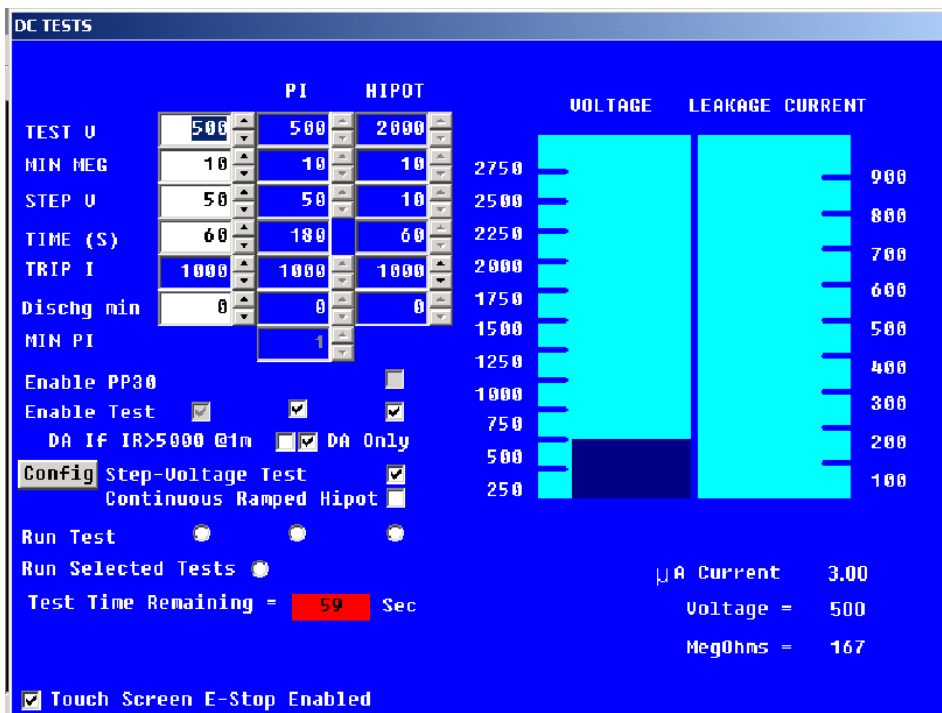 DC TESTS
PI HIPOT
TEST V 500 500 2000
MIN MEG 10 10 10
STEP V 50 50 10
TIME (S) 60 180 60
TRIP I 1000 1000 1000
Dischg min 0 0 0
MIN PI 1
Enable PP30
Enable Test
DA If IR>5000 @1m DA Only
Config Step-Voltage Test
Continuous Ramped Hipot
Run Test
Run Selected Tests
Test Time Remaining = 59 Sec
Touch Screen E-Stop Enabled
VOLTAGE LEAKAGE CURRENT
2750
2500
2250
2000
1750
1500
1250
1000
750
500
250
900
800
700
600
500
400
300
200
100
µA Current 3.00
Voltage = 500
MegOhms = 167